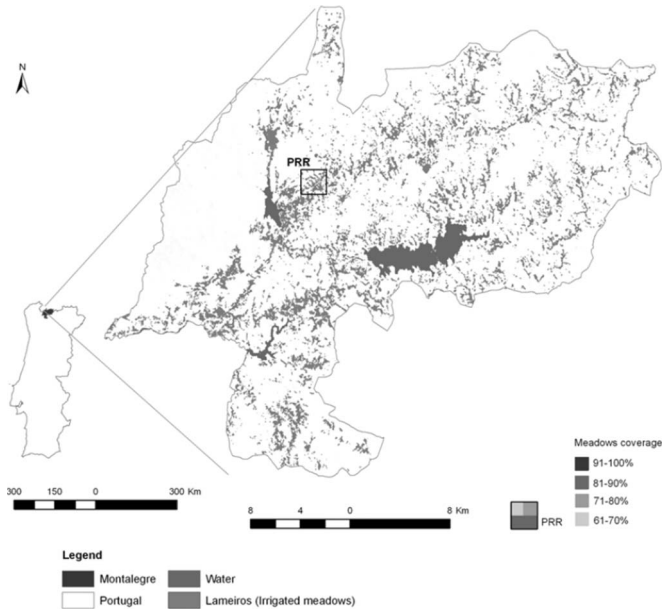 N
PRR
Meadows coverage
91-100%
81-90%
71-80%
61-70%
PRR
300 150 0 300 Km
8 4 0 8 Km
Legend
Montalegre Water
Portugal Lameiros (Irrigated meadows)